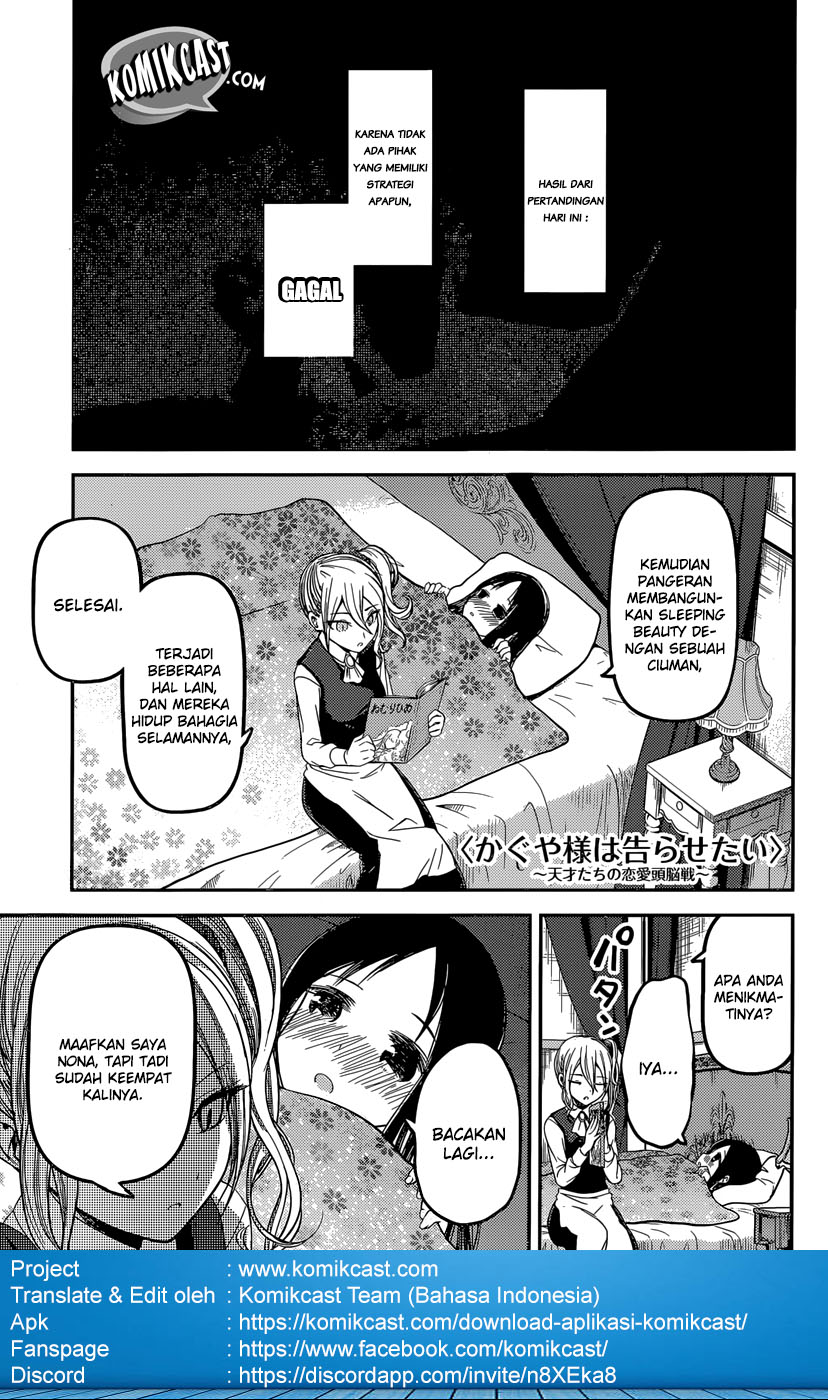 KOMIKCAST.COM
HASIL DARI
PERTANDINGAN
HARI INI :
KARENA TIDAK
ADA PIHAK
YANG MEMILIKI
STRATEGI
APAPUN,
GAGAL
KEMUDIAN
PANGERAN
MEMBANGUN-
KAN SLEEPING
BEAUTY DE-
NGAN SEBUAH
CIUMAN,
TERJADI
BEBERAPA
HAL LAIN,
DAN MEREKA
HIDUP BAHAGIA
SELAMANNYA,
SELESAI.
ねむりひめ
〈かぐや様は告らせたい〉
～天才たちの恋愛頭脳戦～
APA ANDA
MENIKMA-
TINYA?
パタン
IYA...
BACAKAN
LAGI...
MAAFKAN SAYA
NONA, TAPI TADI
SUDAH KEEMPAT
KALINYA.
Project : www.komikcast.com
Translate & Edit oleh : Komikcast Team (Bahasa Indonesia)
Apk : https://komikcast.com/download-aplikasi-komikcast/
Fanspage : https://www.facebook.com/komikcast/
Discord : https://discordapp.com/invite/n8XEka8